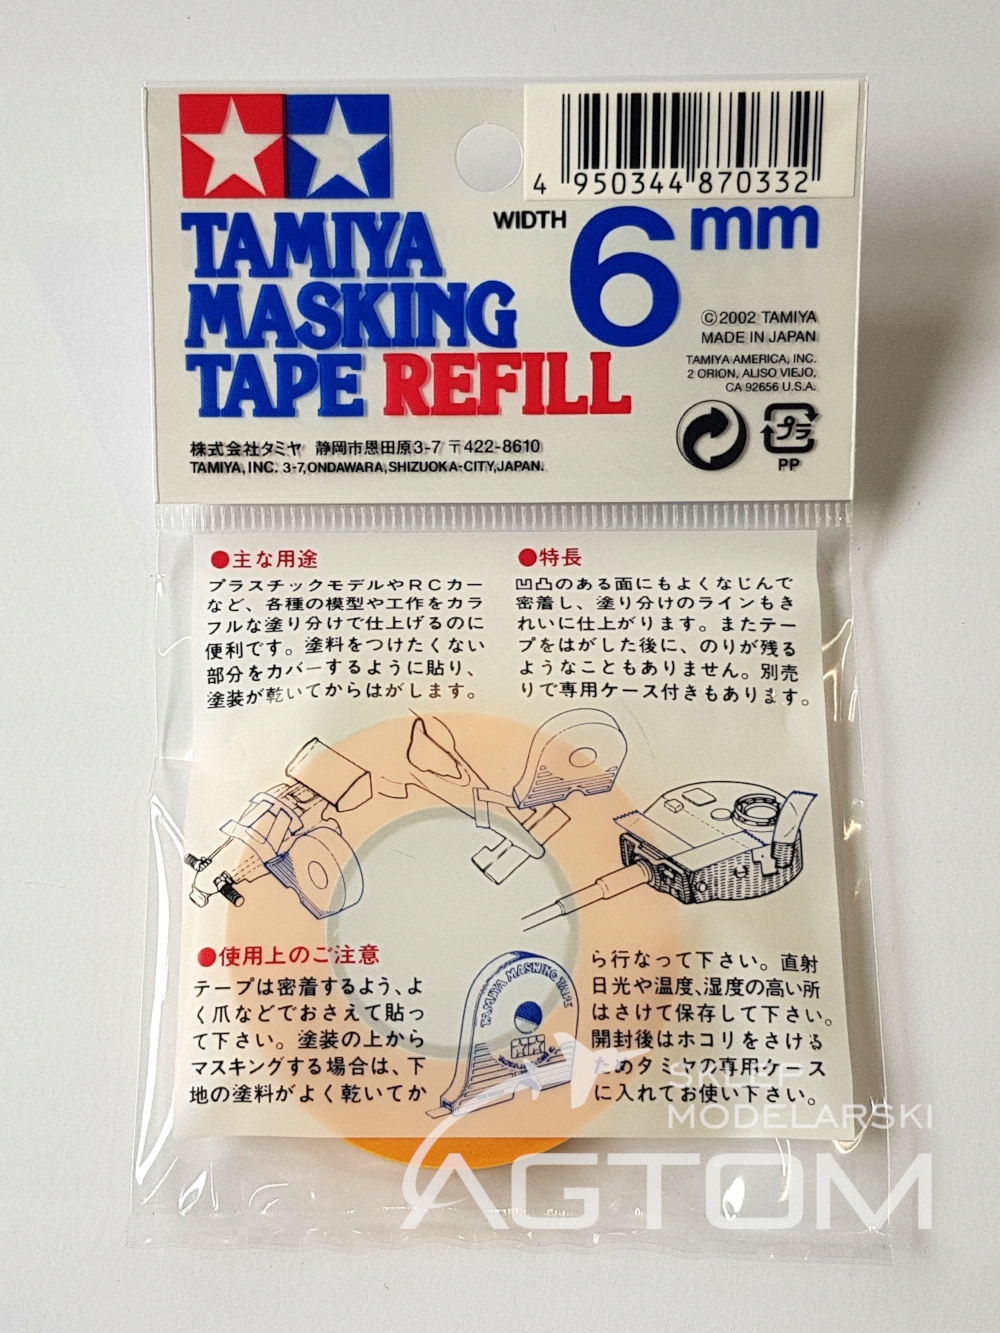 4 950344 870332
TAMIYA
MASKING
TAPE REFILL
WIDTH 6mm
©2002 TAMIYA
MADE IN JAPAN
TAMIYA AMERICA, INC.
2 ORION, ALISO VIEJO,
CA 92656 U.S.A.
プラ
PP
株式会社タミヤ 静岡市恩田原3-7 〒422-8610
TAMIYA, INC. 3-7, ONDAWARA, SHIZUOKA-CITY, JAPAN.
●主な用途
プラスチックモデルやRCカー
など、各種の模型や工作をカラ
フルな塗り分けで仕上げるのに
便利です。塗料をつけたくない
部分をカバーするように貼り、
塗装が乾いてからはがします。
●特長
凹凸のある面にもよくなじんで
密着し、塗り分けのラインもき
れいに仕上がります。またテー
プをはがした後に、のりが残る
ようなこともありません。別売
りで専用ケース付きもあります。
●使用上のご注意
テープは密着するよう、よ
く爪などでおさえて貼っ
て下さい。塗装の上から
マスキングする場合は、下
地の塗料がよく乾いてか
TAMIYA MASKING TAPE
ら行なって下さい。直射
日光や温度、湿度の高い所
はさけて保存して下さい。
開封後はホコリをさける
ためタミヤの専用ケース
に入れてお使い下さい。
SKLEP
MODELARSKI
AGTOM